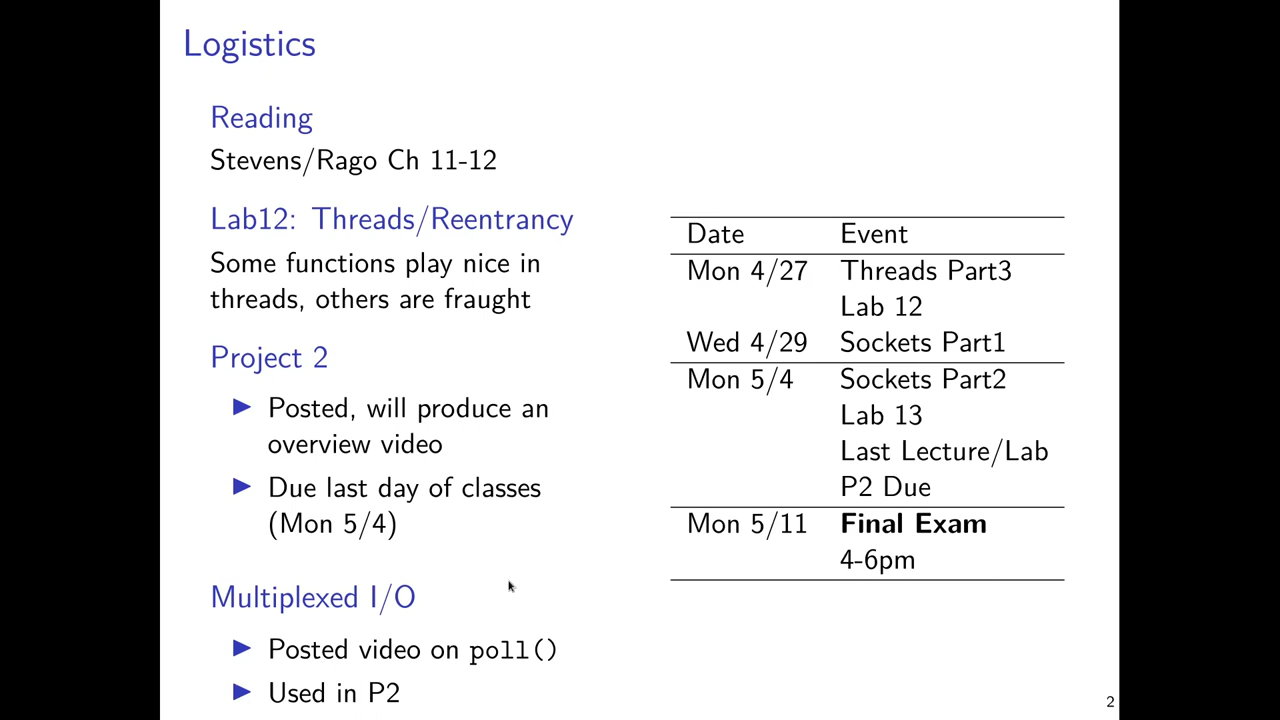 Logistics
Reading
Stevens/Rago Ch 11-12
Lab12: Threads/Reentrancy
Some functions play nice in
threads, others are fraught
Project 2
▶ Posted, will produce an
overview video
▶ Due last day of classes
(Mon 5/4)
Multiplexed I/O
▶ Posted video on poll()
▶ Used in P2
Date Event
Mon 4/27 Threads Part3
Lab 12
Wed 4/29 Sockets Part1
Mon 5/4 Sockets Part2
Lab 13
Last Lecture/Lab
P2 Due
Mon 5/11 Final Exam
4-6pm
2